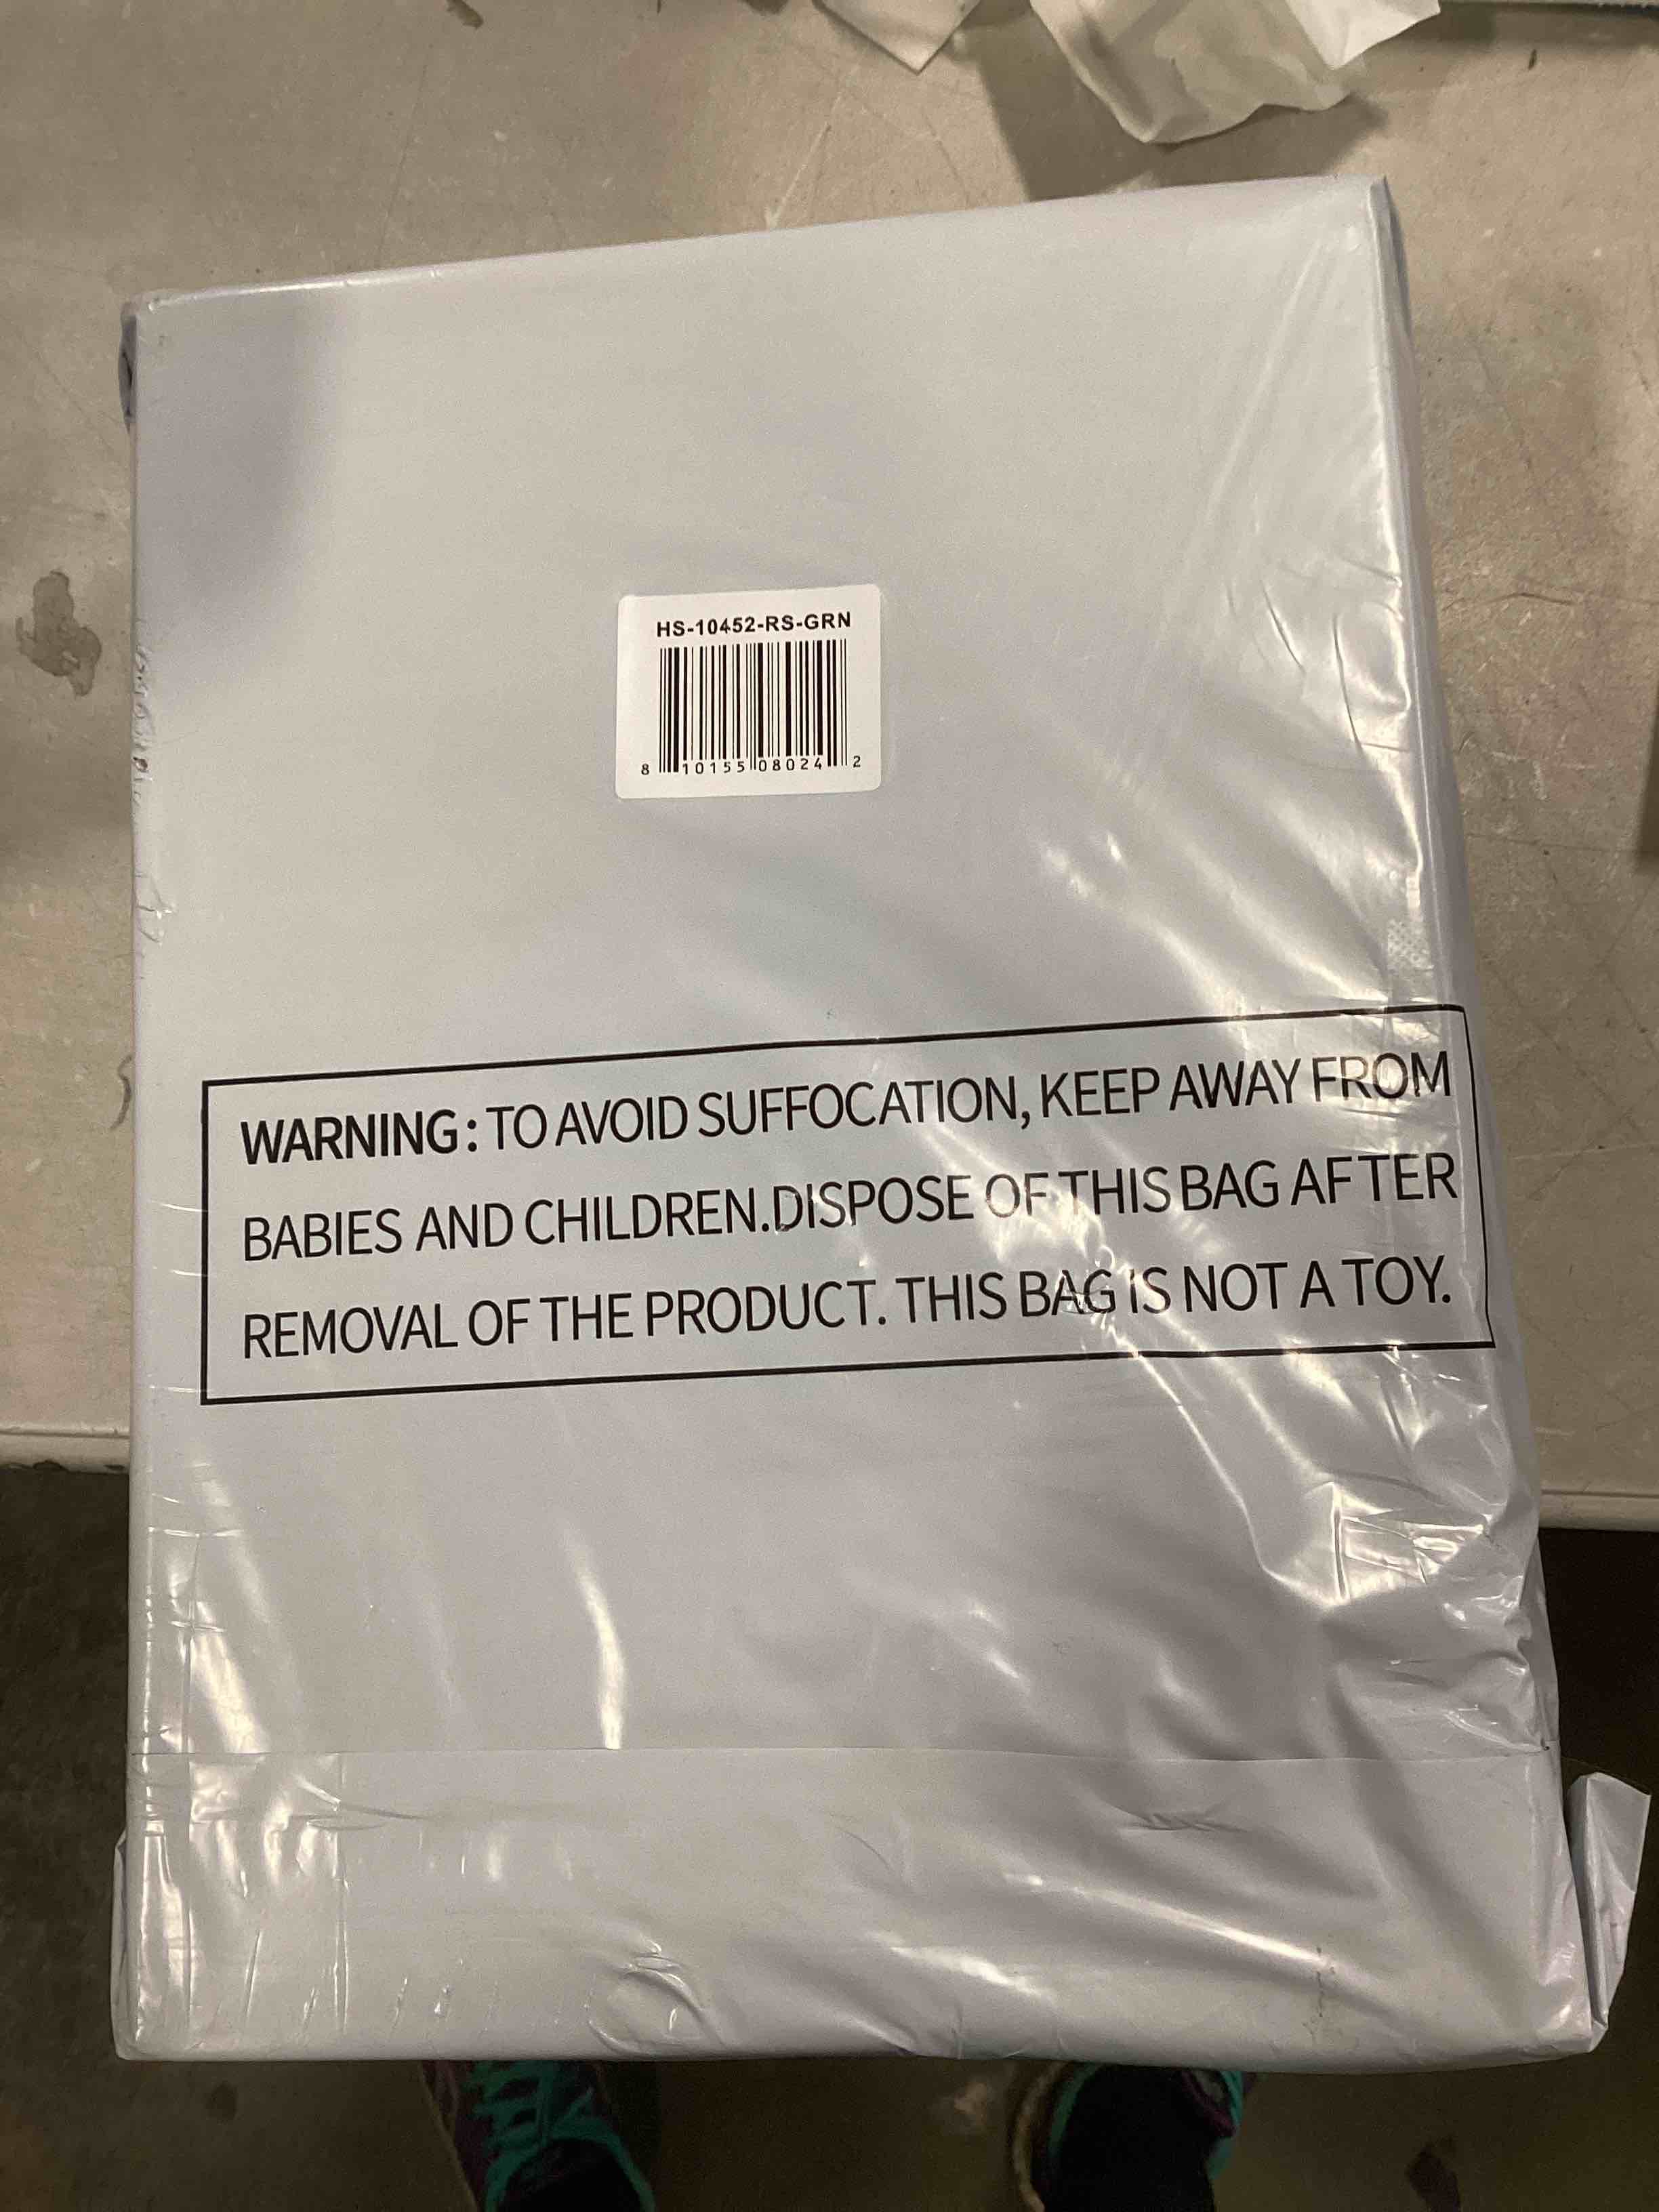 HS-10452-RS-GRN
8 10155 08024 2
WARNING: TO AVOID SUFFOCATION, KEEP AWAY FROM
BABIES AND CHILDREN.DISPOSE OF THIS BAG AFTER
REMOVAL OF THE PRODUCT. THIS BAG IS NOT A TOY.